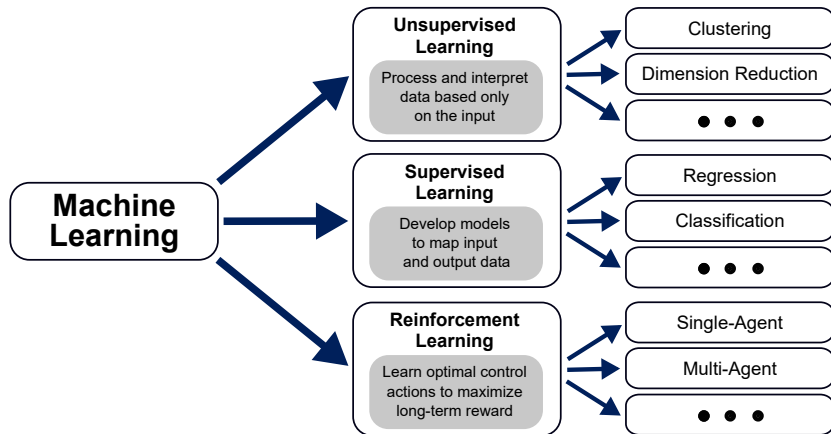 Machine
Learning
Unsupervised
Learning
Process and interpret
data based only
on the input
Clustering
Dimension Reduction
● ● ●
Supervised
Learning
Develop models
to map input
and output data
Regression
Classification
● ● ●
Reinforcement
Learning
Learn optimal control
actions to maximize
long-term reward
Single-Agent
Multi-Agent
● ● ●